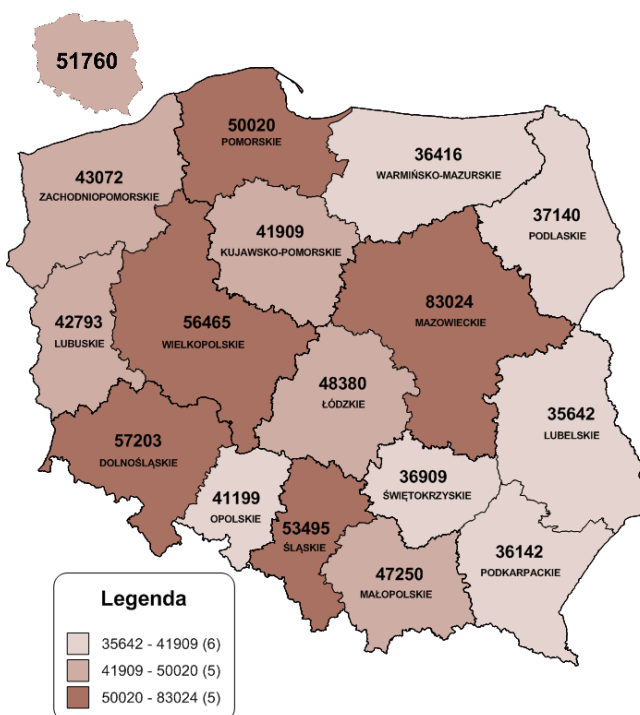 51760
50020
POMORSKIE
36416
WARMIŃSKO-MAZURSKIE
43072
ZACHODNIOPOMORSKIE
37140
PODLASKIE
41909
KUJAWSKO-POMORSKIE
83024
MAZOWIECKIE
42793
LUBUSKIE
56465
WIELKOPOLSKIE
48380
ŁÓDZKIE
35642
LUBELSKIE
57203
DOLNOŚLĄSKIE
41199
OPOLSKIE
36909
ŚWIĘTOKRZYSKIE
53495
ŚLĄSKIE
47250
MAŁOPOLSKIE
36142
PODKARPACKIE
Legenda
35642 - 41909 (6)
41909 - 50020 (5)
50020 - 83024 (5)